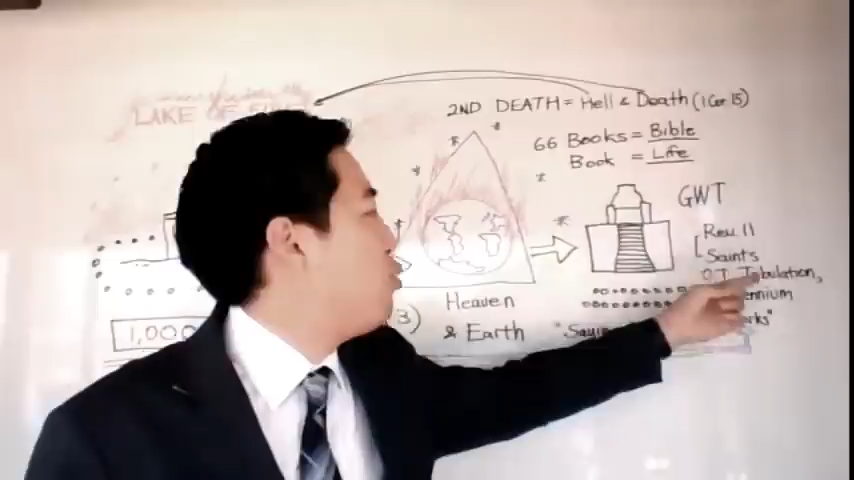 LAKE OF FIRE
2ND DEATH = Hell & Death (1 Cor 15)
66 Books = Bible
Book = Life
GWT
Rev 11
Saints
O.T. Tribulation,
1,000
3)
Heaven
& Earth